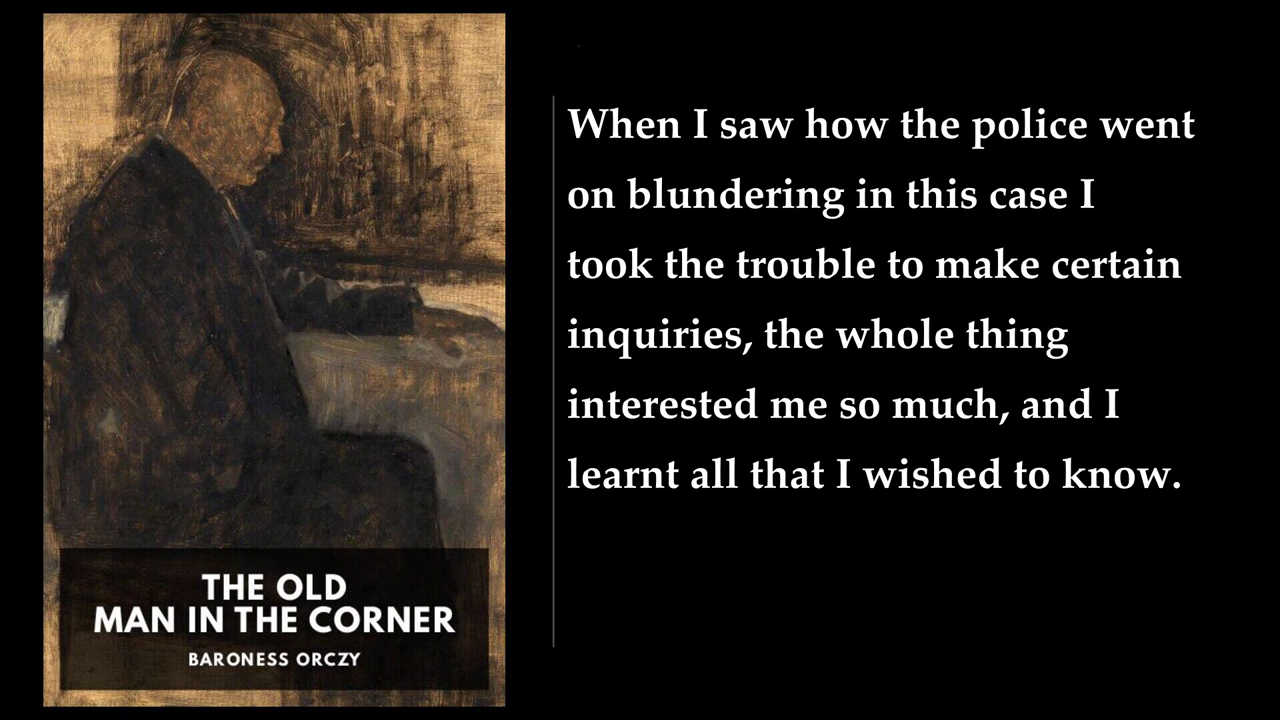 THE OLD
MAN IN THE CORNER
BARONESS ORCZY
When I saw how the police went
on blundering in this case I
took the trouble to make certain
inquiries, the whole thing
interested me so much, and I
learnt all that I wished to know.